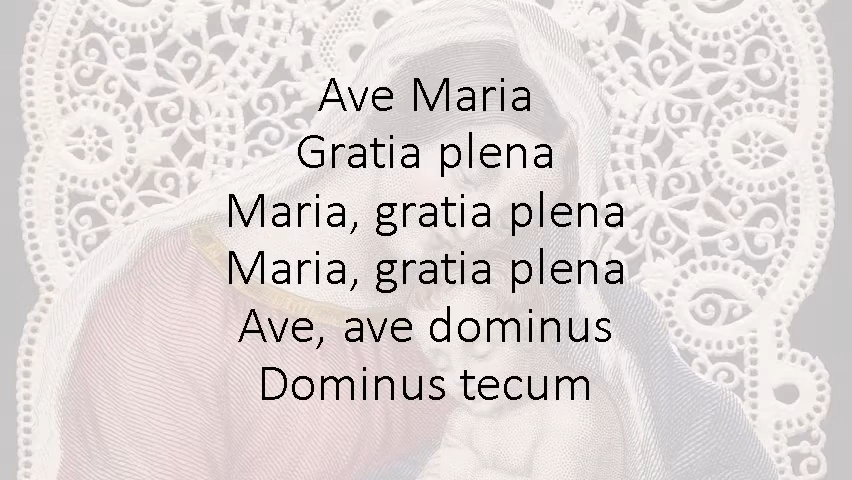 Ave Maria
Gratia plena
Maria, gratia plena
Maria, gratia plena
Ave, ave dominus
Dominus tecum